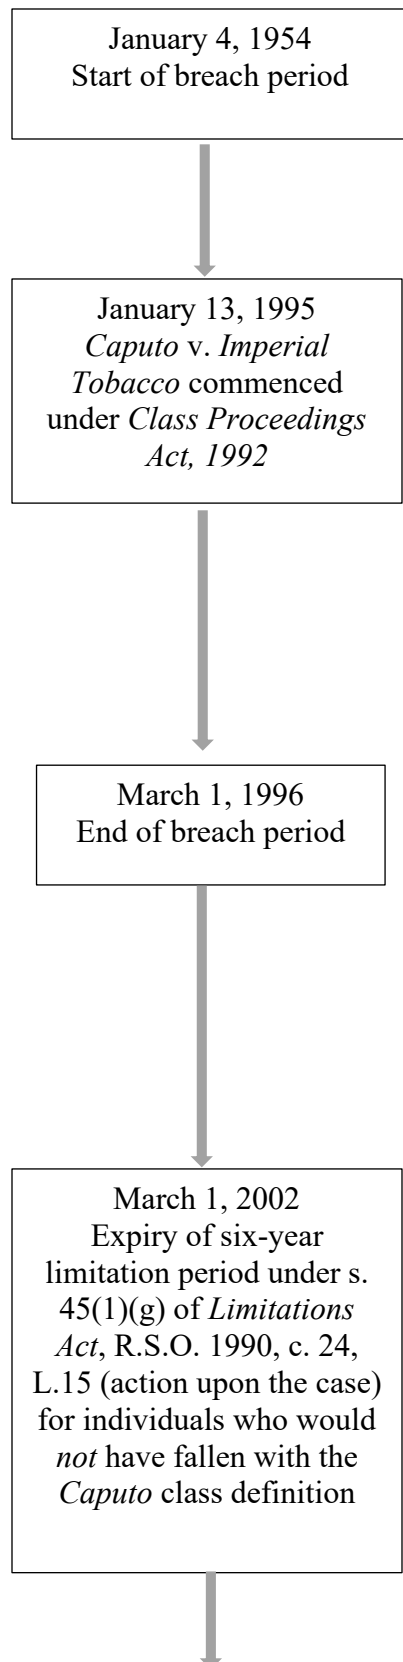 January 4, 1954
Start of breach period
January 13, 1995
Caputo v. Imperial
Tobacco commenced
under Class Proceedings
Act, 1992
March 1, 1996
End of breach period
March 1, 2002
Expiry of six-year
limitation period under s.
45(1)(g) of Limitations
Act, R.S.O. 1990, c. 24,
L.15 (action upon the case)
for individuals who would
not have fallen with the
Caputo class definition